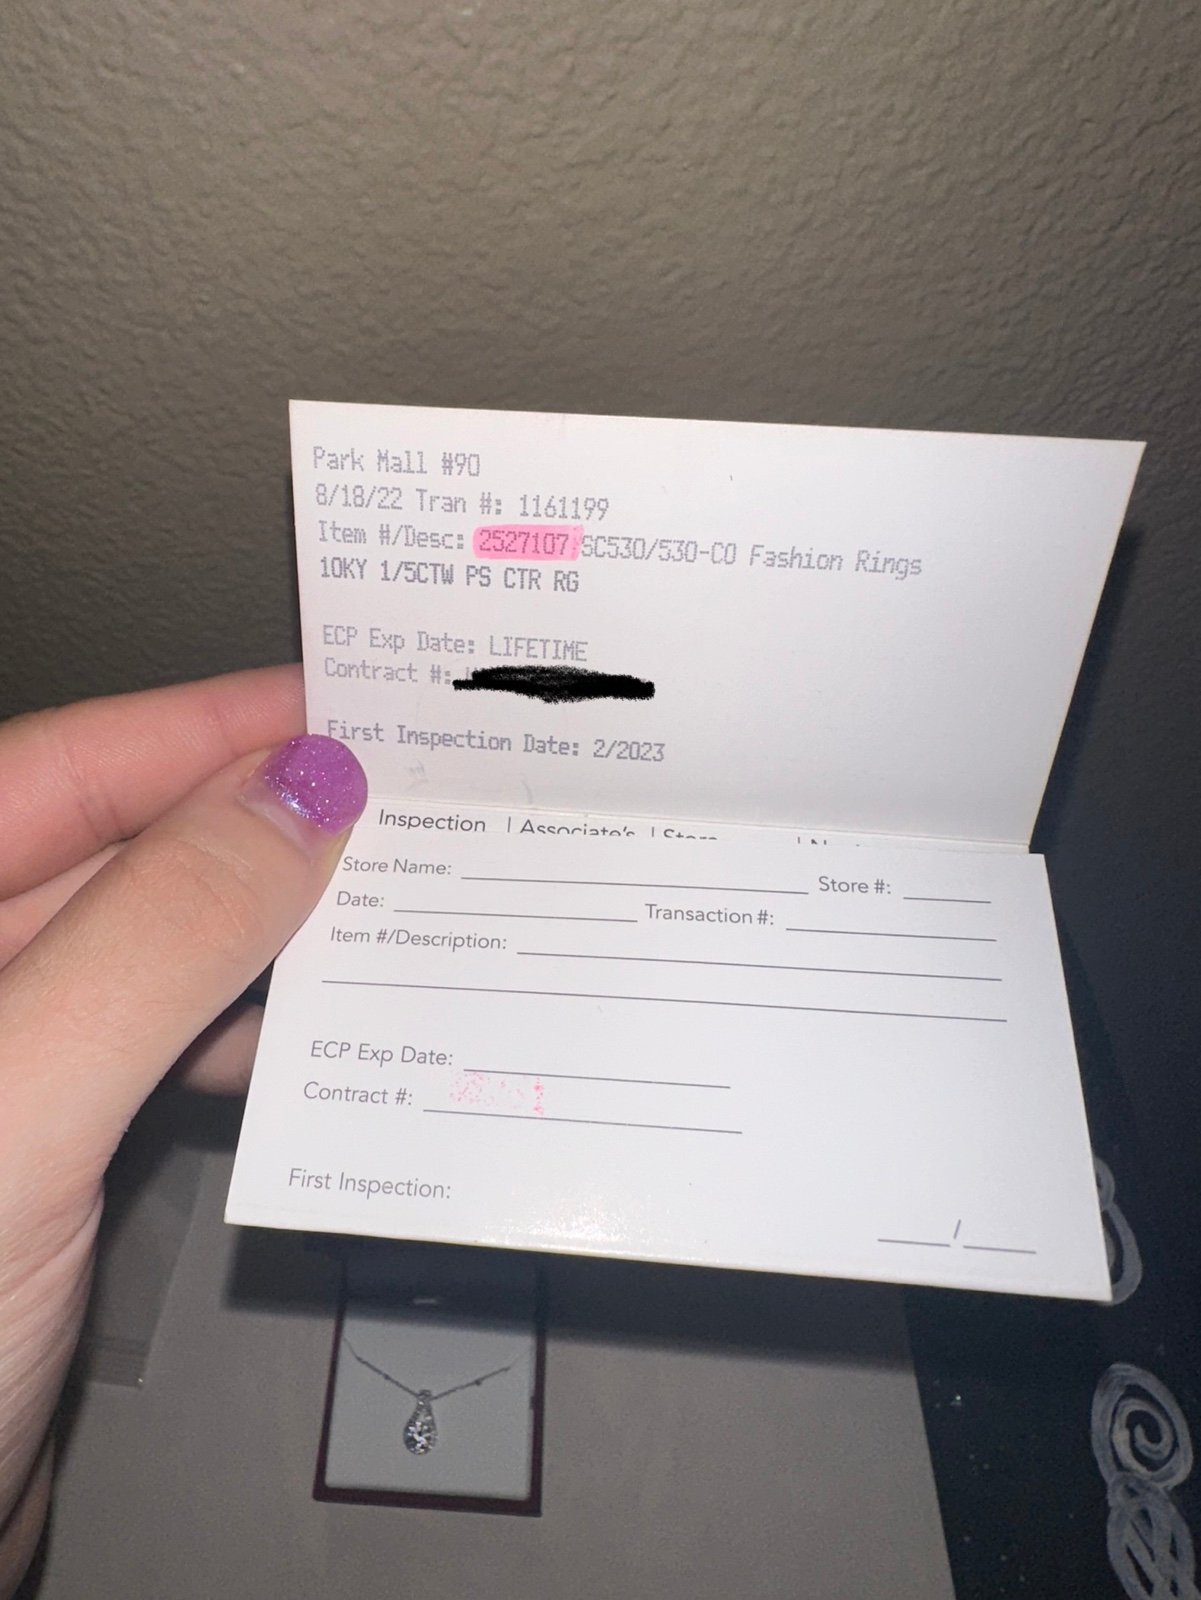 Park Mall #90
8/18/22 Tran #: 1161199
Item #/Desc: 2527107 SC530/530-CO Fashion Rings
10KY 1/5CTW PS CTR RG
ECP Exp Date: LIFETIME
Contract #:
First Inspection Date: 2/2023
Inspection | Associate's | Store
Store Name: Store #:
Date: Transaction #:
Item #/Description:
ECP Exp Date:
Contract #:
First Inspection:
/